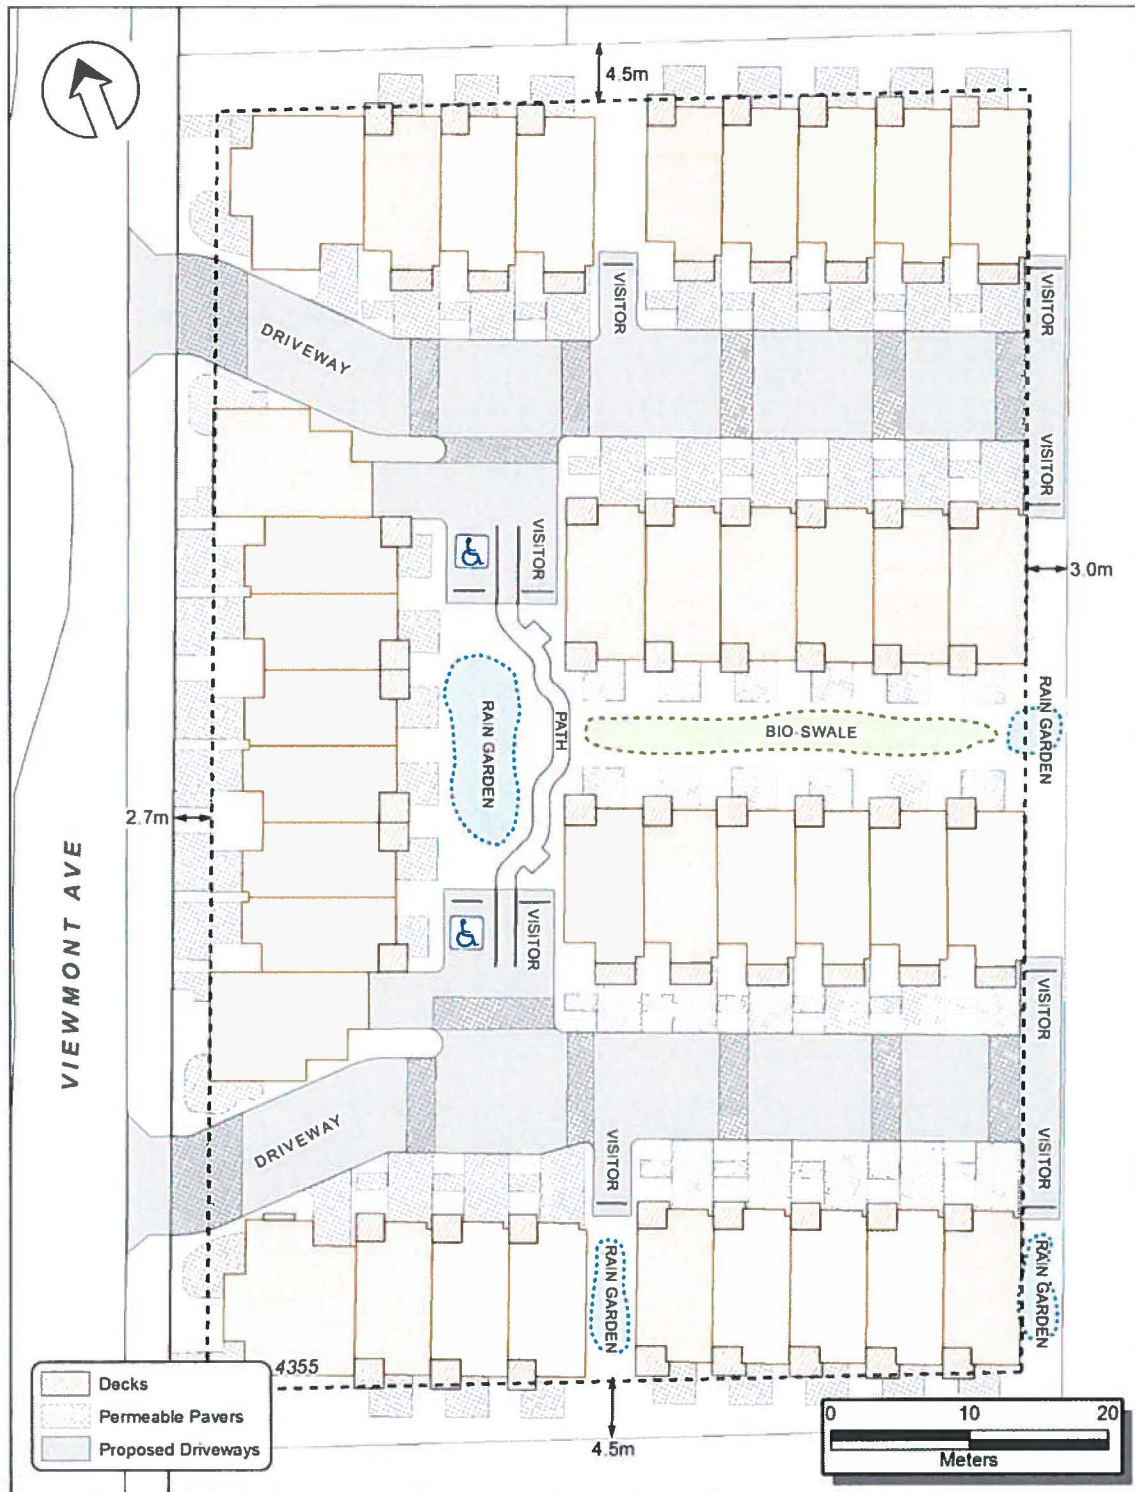 4.5m
VISITOR
VISITOR
DRIVEWAY
VISITOR
VISITOR
3.0m
RAIN GARDEN
PATH
RAIN GARDEN
BIO-SWALE
2.7m
VIEWMONT AVE
VISITOR
VISITOR
DRIVEWAY
VISITOR
VISITOR
RAIN GARDEN
RAIN GARDEN
4355
Decks
Permeable Pavers
Proposed Driveways
4.5m
0 10 20
Meters